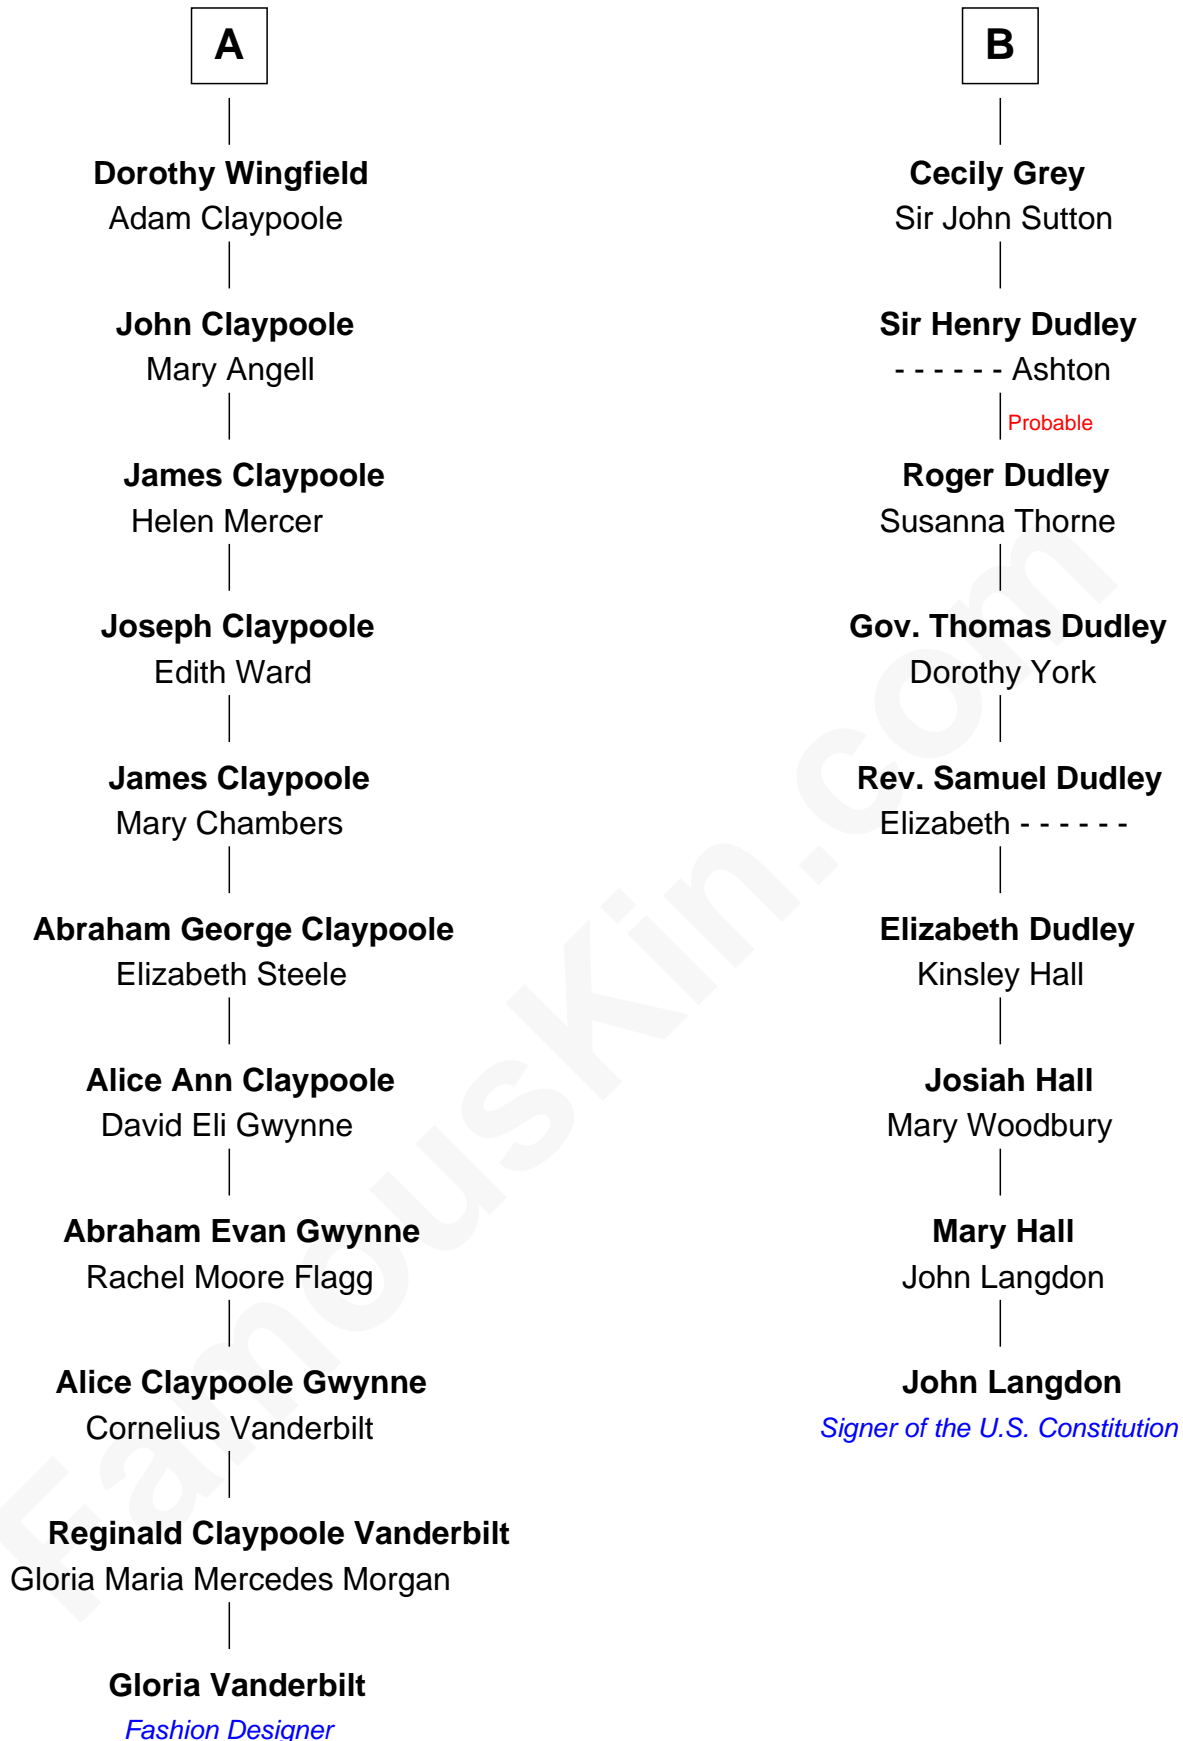 A
Dorothy Wingfield
Adam Claypoole
John Claypoole
Mary Angell
James Claypoole
Helen Mercer
Joseph Claypoole
Edith Ward
James Claypoole
Mary Chambers
Abraham George Claypoole
Elizabeth Steele
Alice Ann Claypoole
David Eli Gwynne
Abraham Evan Gwynne
Rachel Moore Flagg
Alice Claypoole Gwynne
Cornelius Vanderbilt
Reginald Claypoole Vanderbilt
Gloria Maria Mercedes Morgan
Gloria Vanderbilt
Fashion Designer
B
Cecily Grey
Sir John Sutton
Sir Henry Dudley
- - - - - - Ashton
Probable
Roger Dudley
Susanna Thorne
Gov. Thomas Dudley
Dorothy York
Rev. Samuel Dudley
Elizabeth - - - - - -
Elizabeth Dudley
Kinsley Hall
Josiah Hall
Mary Woodbury
Mary Hall
John Langdon
John Langdon
Signer of the U.S. Constitution
FamousKin.com